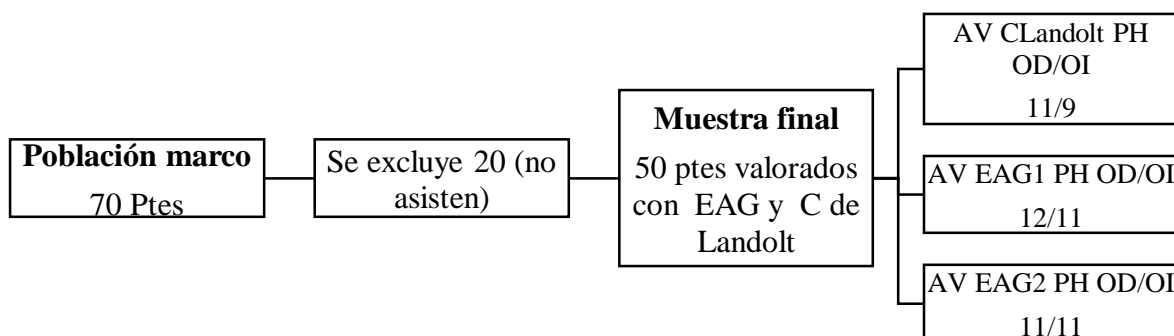 Población marco
70 Ptes
Se excluye 20 (no
asisten)
Muestra final
50 ptes valorados
con EAG y C de
Landolt
AV CLandolt PH
OD/OI
11/9
AV EAG1 PH OD/OI
12/11
AV EAG2 PH OD/OI
11/11